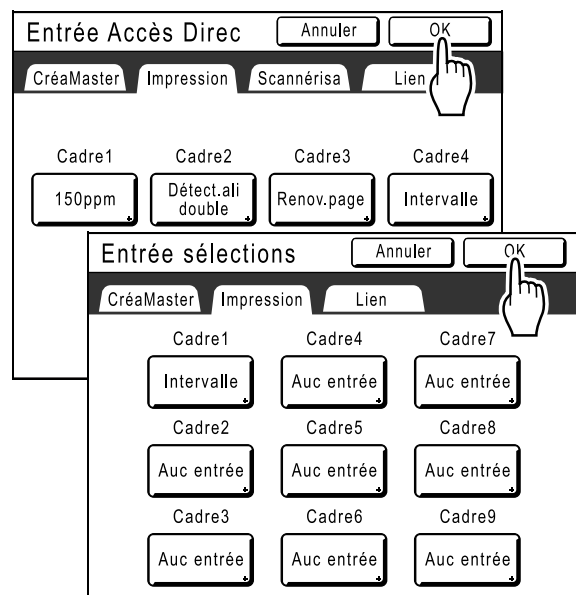 Entrée Accès Direc Annuler OK
CréaMaster Impression Scannérisa Lien
Cadre1 Cadre2 Cadre3 Cadre4
150ppm Détect.ali double Renov.page Intervalle
Entrée sélections Annuler OK
CréaMaster Impression Lien
Cadre1 Cadre4 Cadre7
Intervalle Auc entrée Auc entrée
Cadre2 Cadre5 Cadre8
Auc entrée Auc entrée Auc entrée
Cadre3 Cadre6 Cadre9
Auc entrée Auc entrée Auc entrée